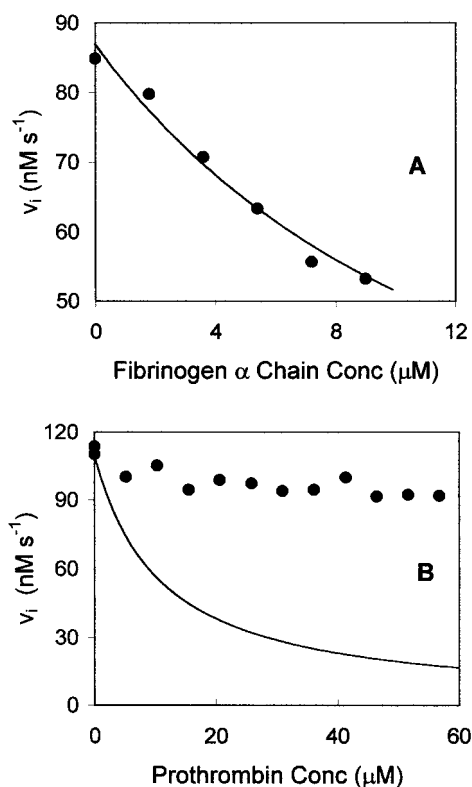 90
80
70
60
50
v_i (nM s⁻¹)
A
0 4 8 12
Fibrinogen α Chain Conc (μM)
120
90
60
30
0
v_i (nM s⁻¹)
B
0 20 40 60
Prothrombin Conc (μM)